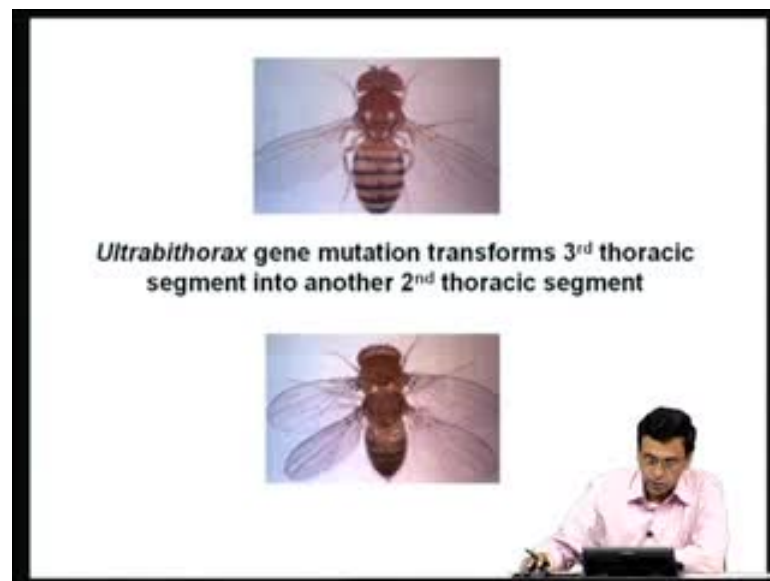 Ultrabithorax gene mutation transforms 3rd thoracic
segment into another 2nd thoracic segment